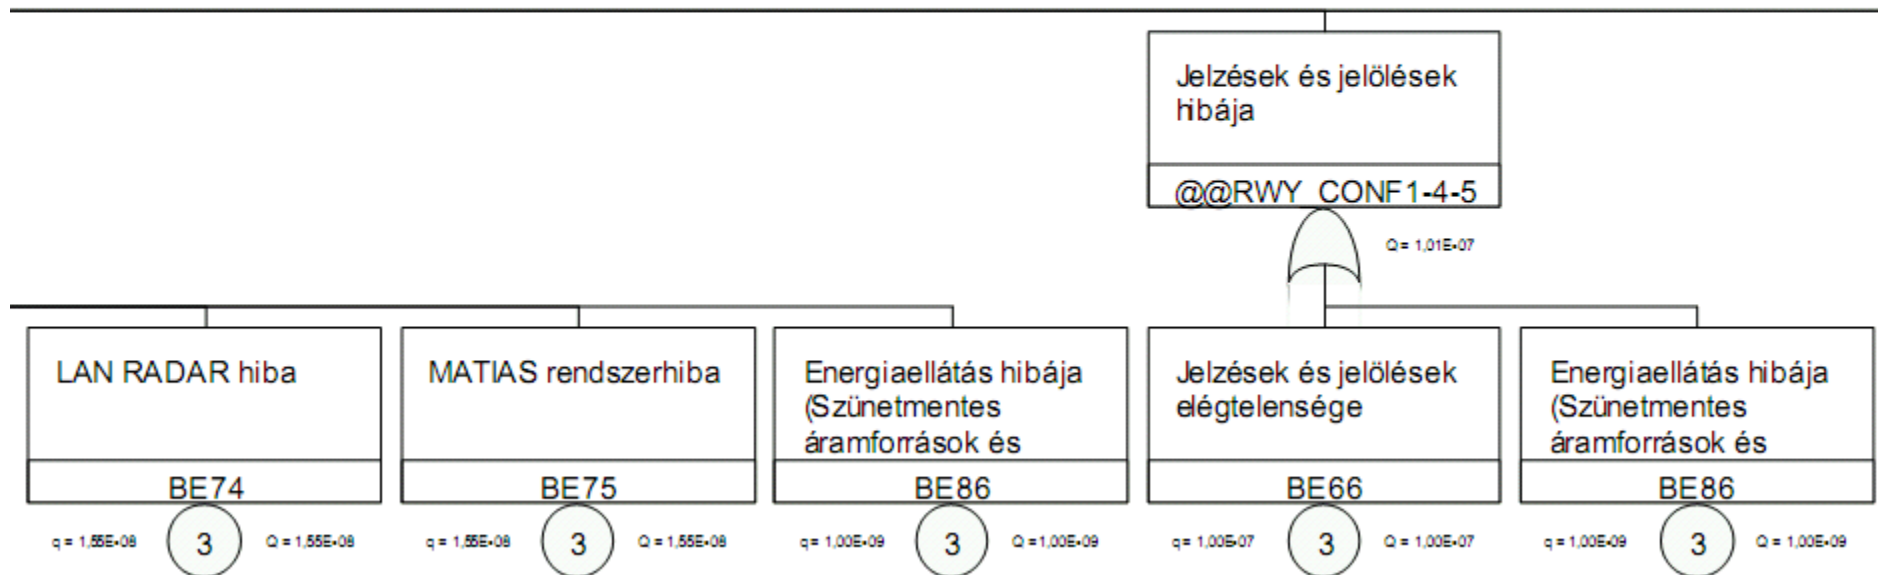 Jelzések és jelölések
hibája
@@RWY_CONF1-4-5
Q = 1,01E-07
LAN RADAR hiba
BE74
q = 1,55E-08
3
Q = 1,55E-08
MATIAS rendszerhiba
BE75
q = 1,55E-08
3
Q = 1,55E-08
Energiaellátás hibája
(Szünetmentes
áramforrások és
BE86
q = 1,00E-09
3
Q = 1,00E-09
Jelzések és jelölések
elégtelensége
BE66
q = 1,00E-07
3
Q = 1,00E-07
Energiaellátás hibája
(Szünetmentes
áramforrások és
BE86
q = 1,00E-09
3
Q = 1,00E-09